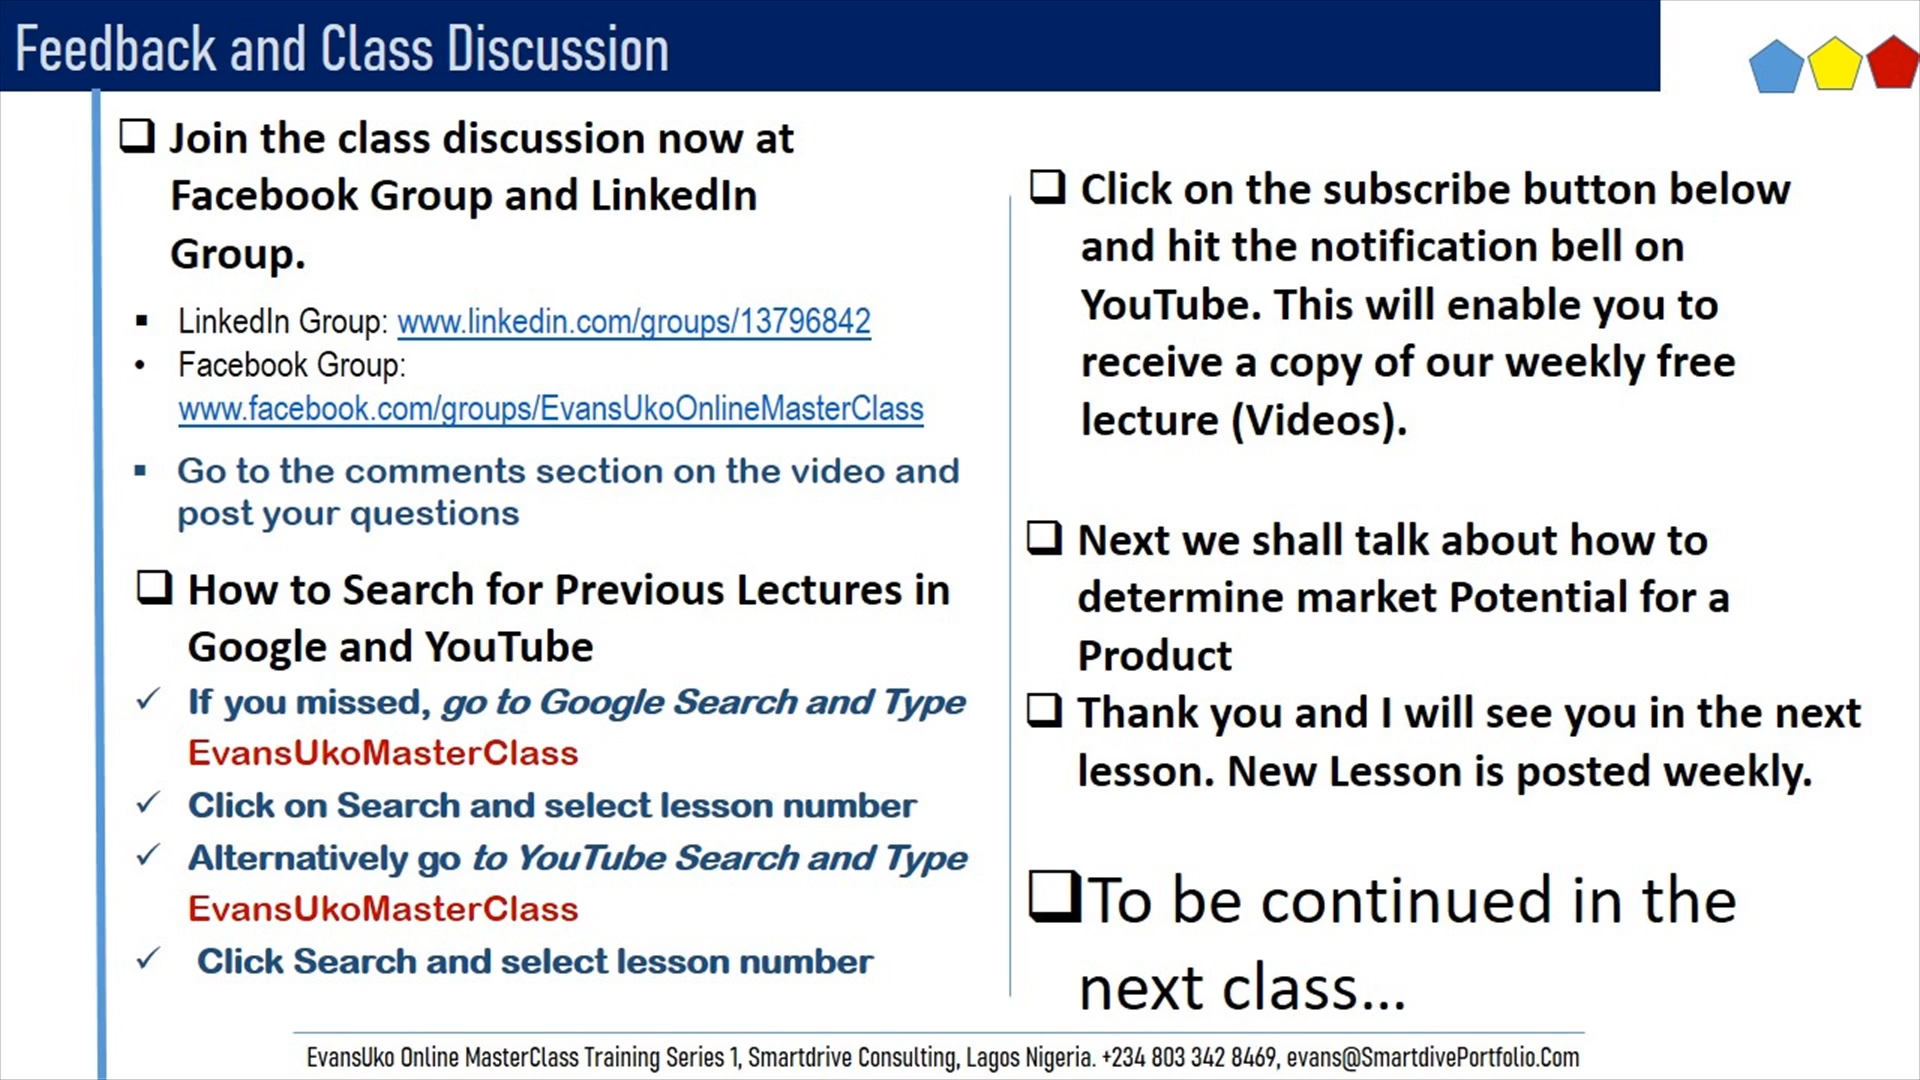 Feedback and Class Discussion
❑ Join the class discussion now at
Facebook Group and LinkedIn
Group.
▪ LinkedIn Group: www.linkedin.com/groups/13796842
• Facebook Group:
www.facebook.com/groups/EvansUkoOnlineMasterClass
▪ Go to the comments section on the video and
post your questions
❑ How to Search for Previous Lectures in
Google and YouTube
✓ If you missed, go to Google Search and Type
EvansUkoMasterClass
✓ Click on Search and select lesson number
✓ Alternatively go to YouTube Search and Type
EvansUkoMasterClass
✓ Click Search and select lesson number
❑ Click on the subscribe button below
and hit the notification bell on
YouTube. This will enable you to
receive a copy of our weekly free
lecture (Videos).
❑ Next we shall talk about how to
determine market Potential for a
Product
❑ Thank you and I will see you in the next
lesson. New Lesson is posted weekly.
❑To be continued in the
next class...
EvansUko Online MasterClass Training Series 1, Smartdrive Consulting, Lagos Nigeria. +234 803 342 8469, evans@SmartdivePortfolio.Com